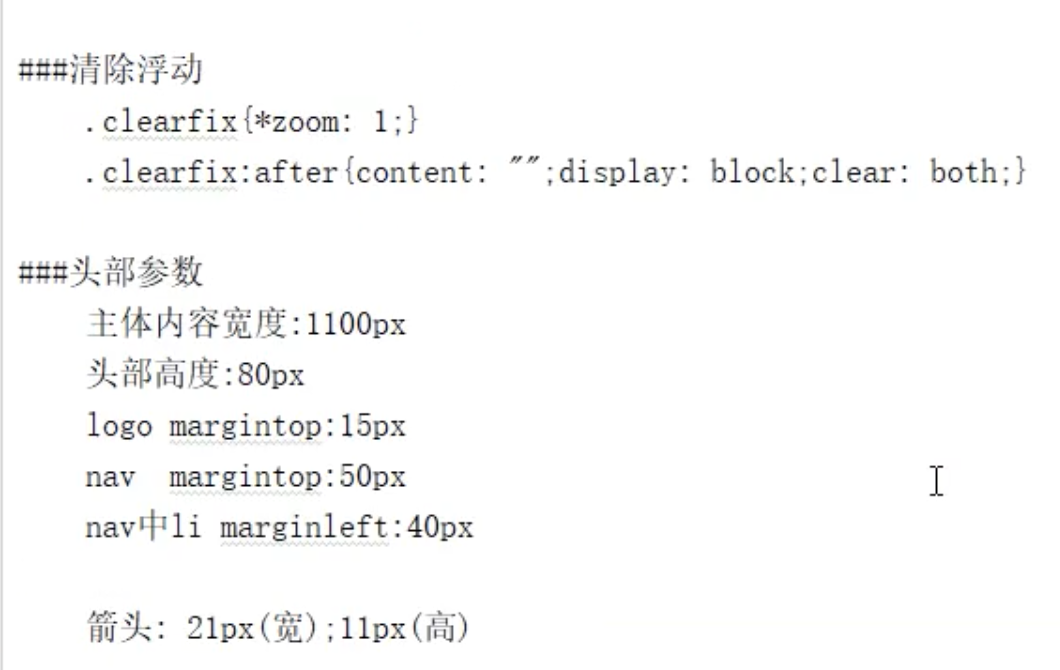 ###清除浮动
.clearfix{*zoom: 1;}
.clearfix:after{content: "";display: block;clear: both;}
###头部参数
主体内容宽度:1100px
头部高度:80px
logo margintop:15px
nav  margintop:50px
nav中li marginleft:40px
箭头: 21px(宽);11px(高)